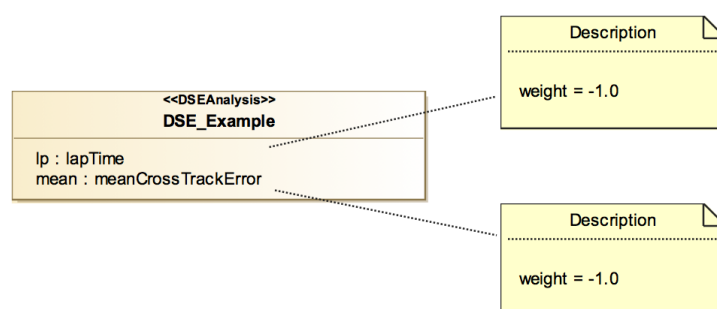 <<DSEAnalysis>>
DSE_Example
lp : lapTime
mean : meanCrossTrackError
Description
weight = -1.0
Description
weight = -1.0